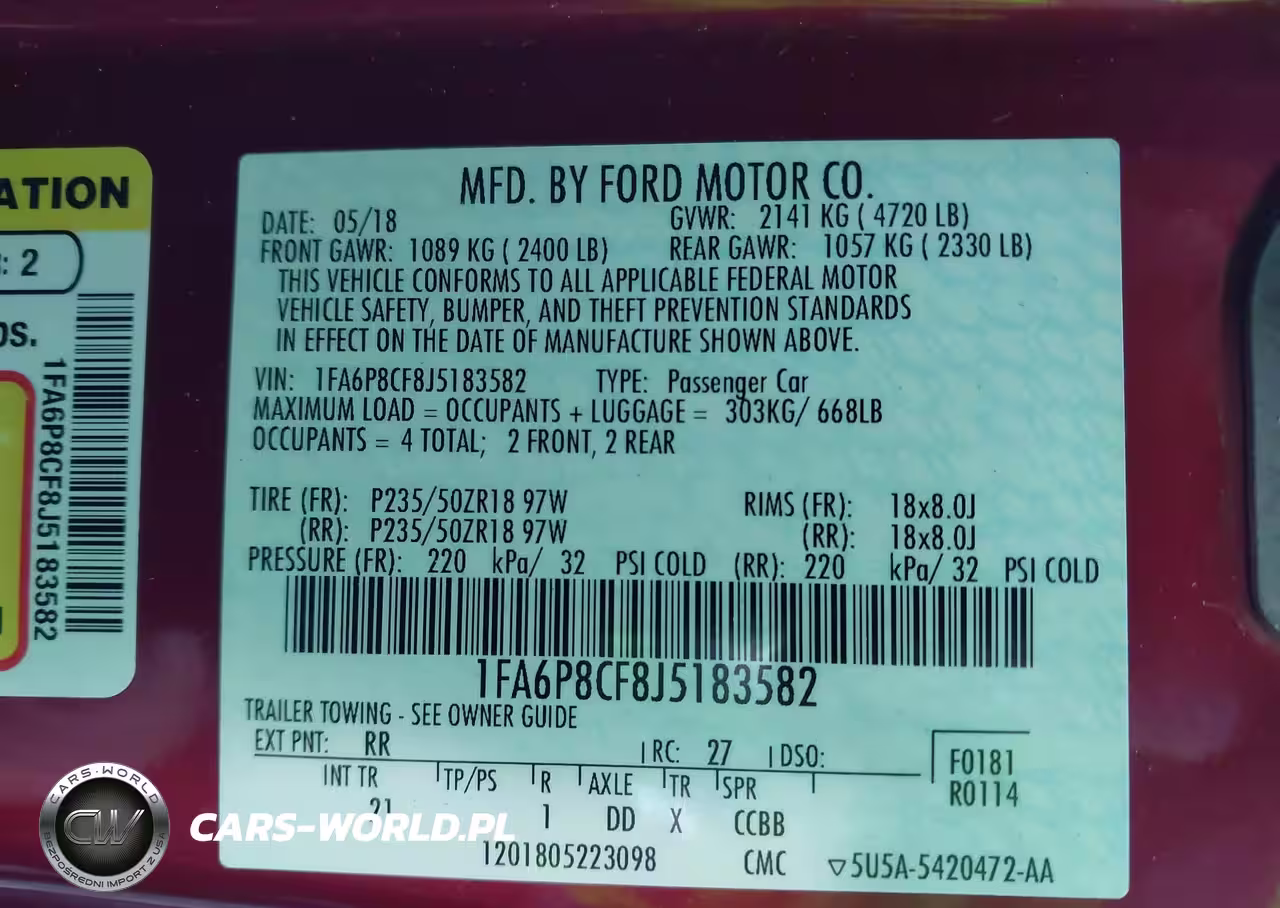 ATION
: 2
OS.
1FA6P8CF8J5183582
MFD. BY FORD MOTOR CO.
DATE: 05/18 GVWR: 2141 KG ( 4720 LB)
FRONT GAWR: 1089 KG ( 2400 LB) REAR GAWR: 1057 KG ( 2330 LB)
THIS VEHICLE CONFORMS TO ALL APPLICABLE FEDERAL MOTOR
VEHICLE SAFETY, BUMPER, AND THEFT PREVENTION STANDARDS
IN EFFECT ON THE DATE OF MANUFACTURE SHOWN ABOVE.
VIN: 1FA6P8CF8J5183582 TYPE: Passenger Car
MAXIMUM LOAD = OCCUPANTS + LUGGAGE = 303KG/ 668LB
OCCUPANTS = 4 TOTAL; 2 FRONT, 2 REAR
TIRE (FR): P235/50ZR18 97W RIMS (FR): 18x8.0J
(RR): P235/50ZR18 97W (RR): 18x8.0J
PRESSURE (FR): 220 kPa/ 32 PSI COLD (RR): 220 kPa/ 32 PSI COLD
1FA6P8CF8J5183582
TRAILER TOWING - SEE OWNER GUIDE
EXT PNT: RR RC: 27 DSO:
F0181
R0114
INT TR TP/PS R AXLE TR SPR
21 1 DD X CCBB
1201805223098 CMC ▽5U5A-5420472-AA
CARS-WORLD
CW
BEZPOŚREDNI IMPORT Z USA
CARS-WORLD.PL